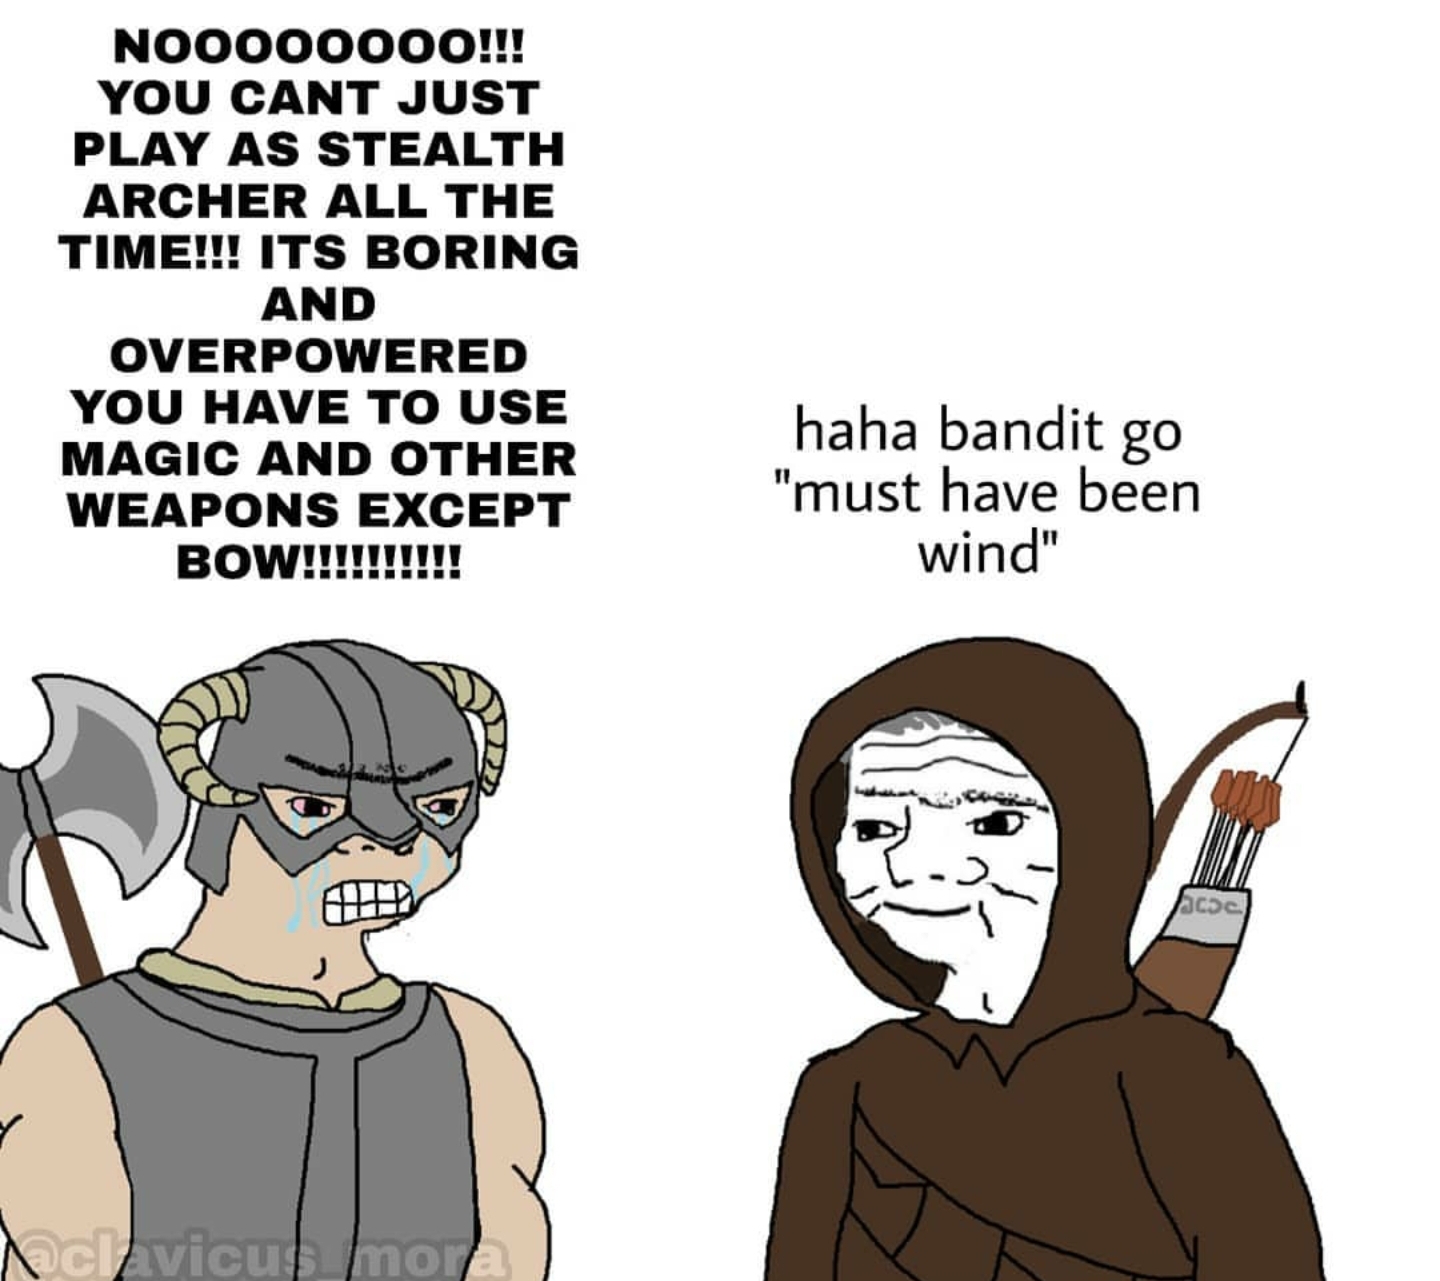 NOOOOOOOO!!!
YOU CANT JUST
PLAY AS STEALTH
ARCHER ALL THE
TIME!!! ITS BORING
AND
OVERPOWERED
YOU HAVE TO USE
MAGIC AND OTHER
WEAPONS EXCEPT
BOW!!!!!!!!!!
haha bandit go
"must have been
wind"
@clavicus_mora